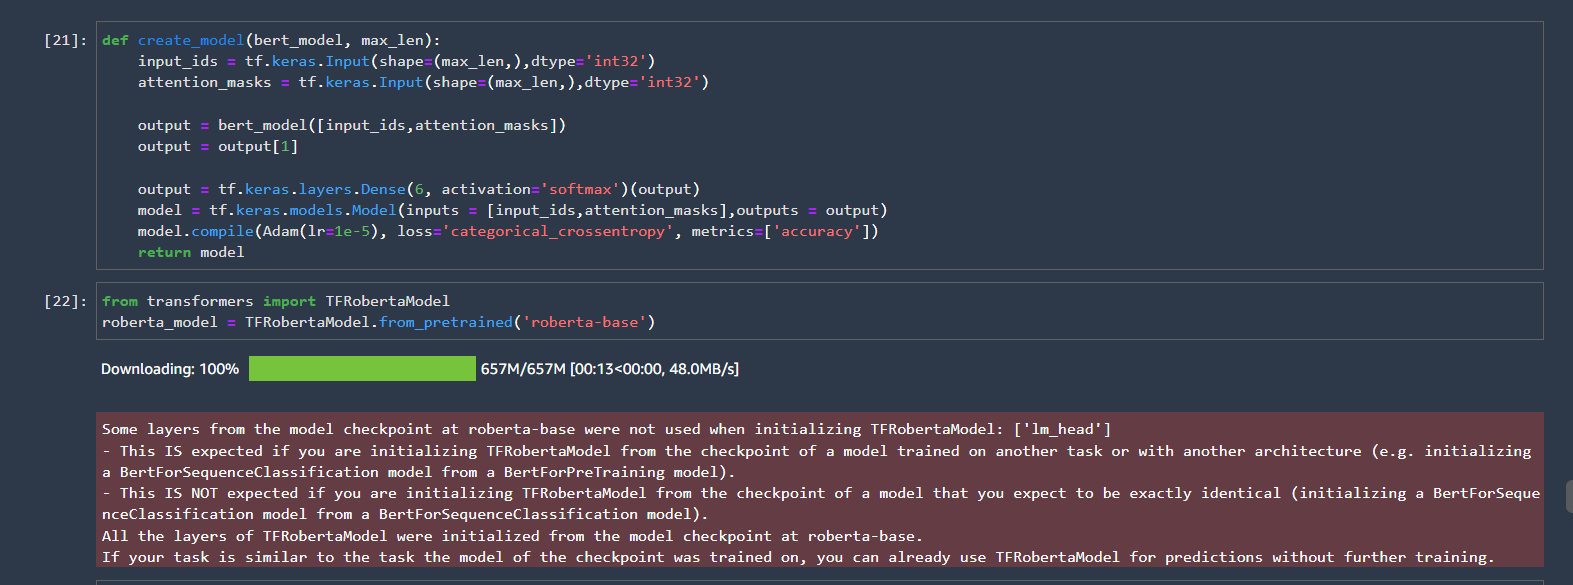 [21]: def create_model(bert_model, max_len):
    input_ids = tf.keras.Input(shape=(max_len,),dtype='int32')
    attention_masks = tf.keras.Input(shape=(max_len,),dtype='int32')

    output = bert_model([input_ids,attention_masks])
    output = output[1]

    output = tf.keras.layers.Dense(6, activation='softmax')(output)
    model = tf.keras.models.Model(inputs = [input_ids,attention_masks],outputs = output)
    model.compile(Adam(lr=1e-5), loss='categorical_crossentropy', metrics=['accuracy'])
    return model
[22]: from transformers import TFRobertaModel
roberta_model = TFRobertaModel.from_pretrained('roberta-base')
Downloading: 100% 657M/657M [00:13<00:00, 48.0MB/s]
Some layers from the model checkpoint at roberta-base were not used when initializing TFRobertaModel: ['lm_head']
- This IS expected if you are initializing TFRobertaModel from the checkpoint of a model trained on another task or with another architecture (e.g. initializing
a BertForSequenceClassification model from a BertForPreTraining model).
- This IS NOT expected if you are initializing TFRobertaModel from the checkpoint of a model that you expect to be exactly identical (initializing a BertForSeque
nceClassification model from a BertForSequenceClassification model).
All the layers of TFRobertaModel were initialized from the model checkpoint at roberta-base.
If your task is similar to the task the model of the checkpoint was trained on, you can already use TFRobertaModel for predictions without further training.